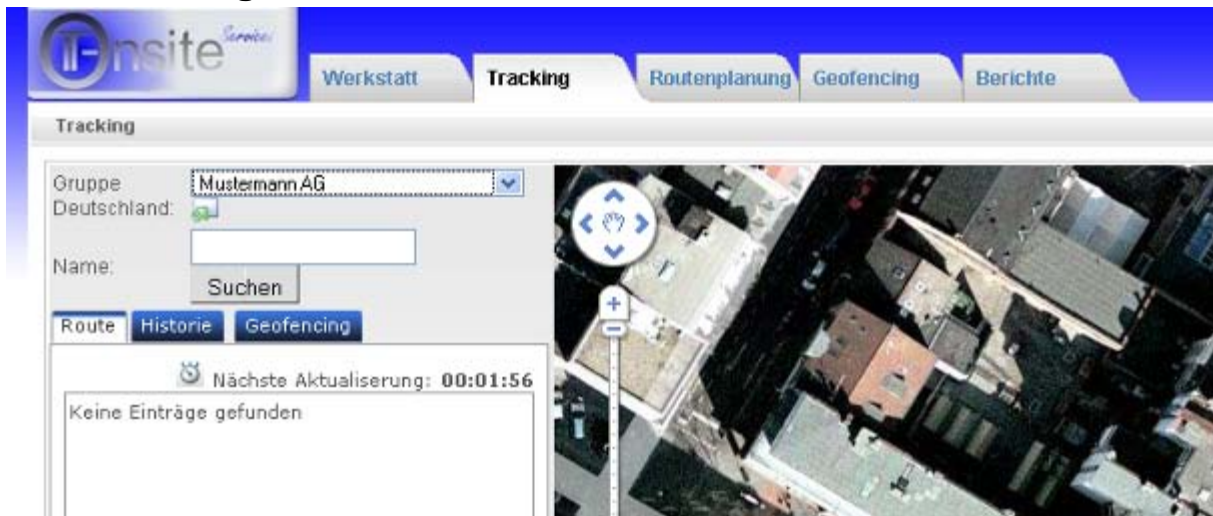 T-Onsite Services
Werkstatt Tracking Routenplanung Geofencing Berichte
Tracking
Gruppe Mustermann AG
Deutschland:
Name:
Suchen
Route Historie Geofencing
Nächste Aktualiserung: 00:01:56
Keine Einträge gefunden